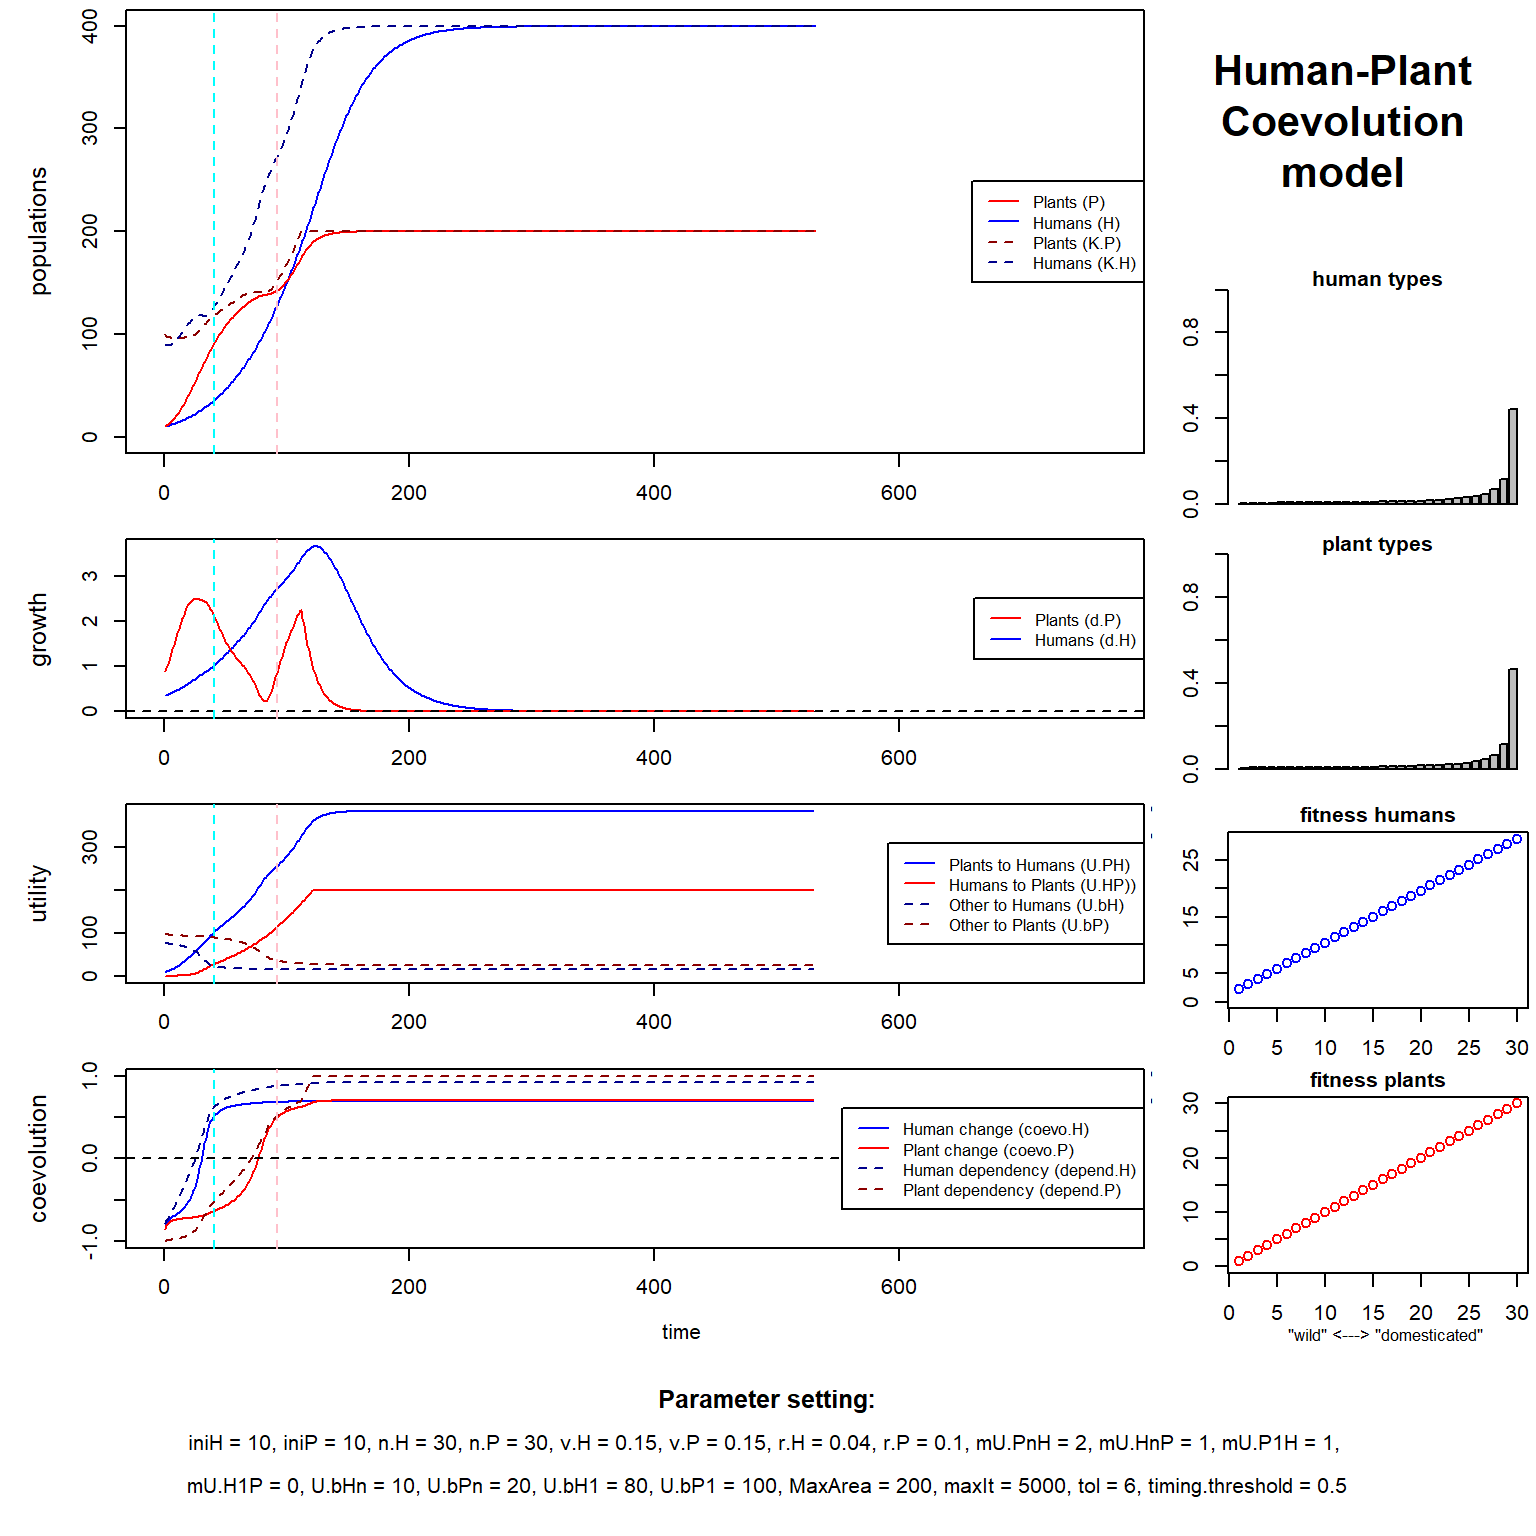 Human-Plant
Coevolution
model
populations
0
100
200
300
400
0 200 400 600
Plants (P)
Humans (H)
Plants (K.P)
Humans (K.H)
human types
0.0 0.4 0.8
growth
0 1 2 3
0 200 400 600
Plants (d.P)
Humans (d.H)
plant types
0.0 0.4 0.8
utility
0 100 300
0 200 400 600
Plants to Humans (U.PH)
Humans to Plants (U.HP))
Other to Humans (U.bH)
Other to Plants (U.bP)
fitness humans
0 5 15 25
0 5 10 15 20 25 30
coevolution
-1.0 0.0 1.0
0 200 400 600
time
Human change (coevo.H)
Plant change (coevo.P)
Human dependency (depend.H)
Plant dependency (depend.P)
fitness plants
0 10 20 30
0 5 10 15 20 25 30
"wild" <---> "domesticated"
Parameter setting:
iniH = 10, iniP = 10, n.H = 30, n.P = 30, v.H = 0.15, v.P = 0.15, r.H = 0.04, r.P = 0.1, mU.PnH = 2, mU.HnP = 1, mU.P1H = 1,
mU.H1P = 0, U.bHn = 10, U.bPn = 20, U.bH1 = 80, U.bP1 = 100, MaxArea = 200, maxIt = 5000, tol = 6, timing.threshold = 0.5